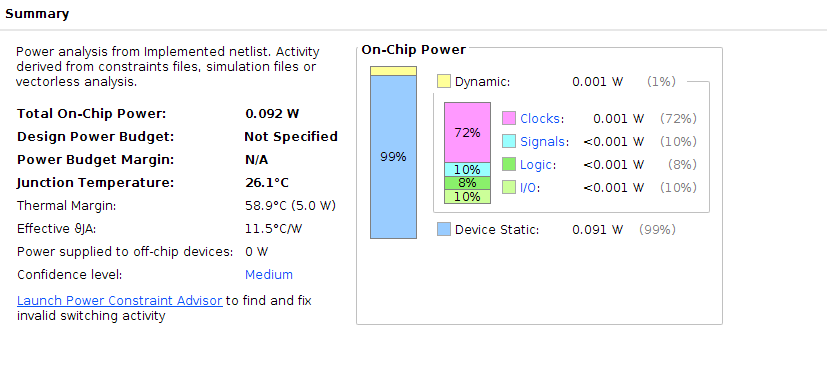 Summary
Power analysis from Implemented netlist. Activity
derived from constraints files, simulation files or
vectorless analysis.
Total On-Chip Power: 0.092 W
Design Power Budget: Not Specified
Power Budget Margin: N/A
Junction Temperature: 26.1°C
Thermal Margin: 58.9°C (5.0 W)
Effective ϑJA: 11.5°C/W
Power supplied to off-chip devices: 0 W
Confidence level: Medium
Launch Power Constraint Advisor to find and fix
invalid switching activity
On-Chip Power
99%
Dynamic: 0.001 W (1%)
72%
10%
8%
10%
Clocks: 0.001 W (72%)
Signals: <0.001 W (10%)
Logic: <0.001 W (8%)
I/O: <0.001 W (10%)
Device Static: 0.091 W (99%)